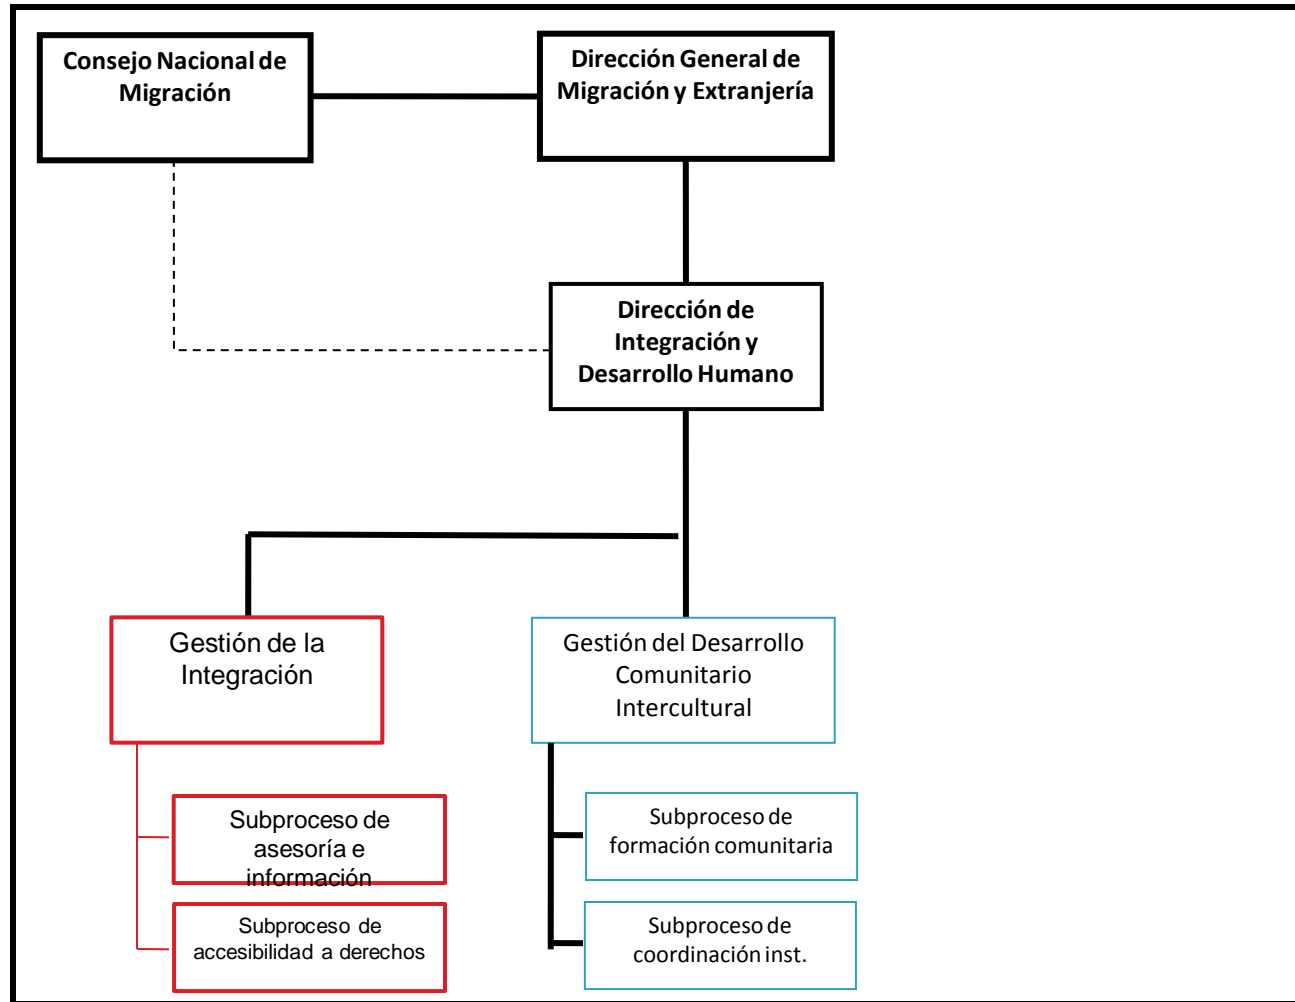 Consejo Nacional de
Migración
Dirección General de
Migración y Extranjería
Dirección de
Integración y
Desarrollo Humano
Gestión de la
Integración
Gestión del Desarrollo
Comunitario
Intercultural
Subproceso de
asesoría e
información
Subproceso de
accesibilidad a derechos
Subproceso de
formación comunitaria
Subproceso de
coordinación inst.